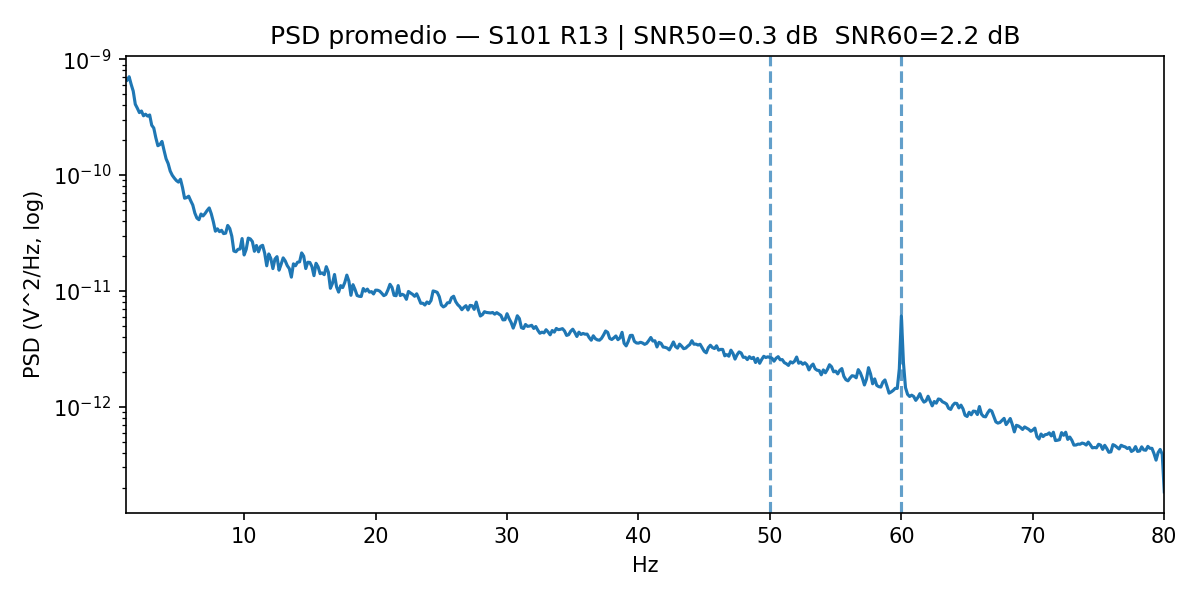 PSD promedio — S101 R13 | SNR50=0.3 dB  SNR60=2.2 dB
PSD (V^2/Hz, log)
10⁻⁹
10⁻¹⁰
10⁻¹¹
10⁻¹²
10 20 30 40 50 60 70 80
Hz